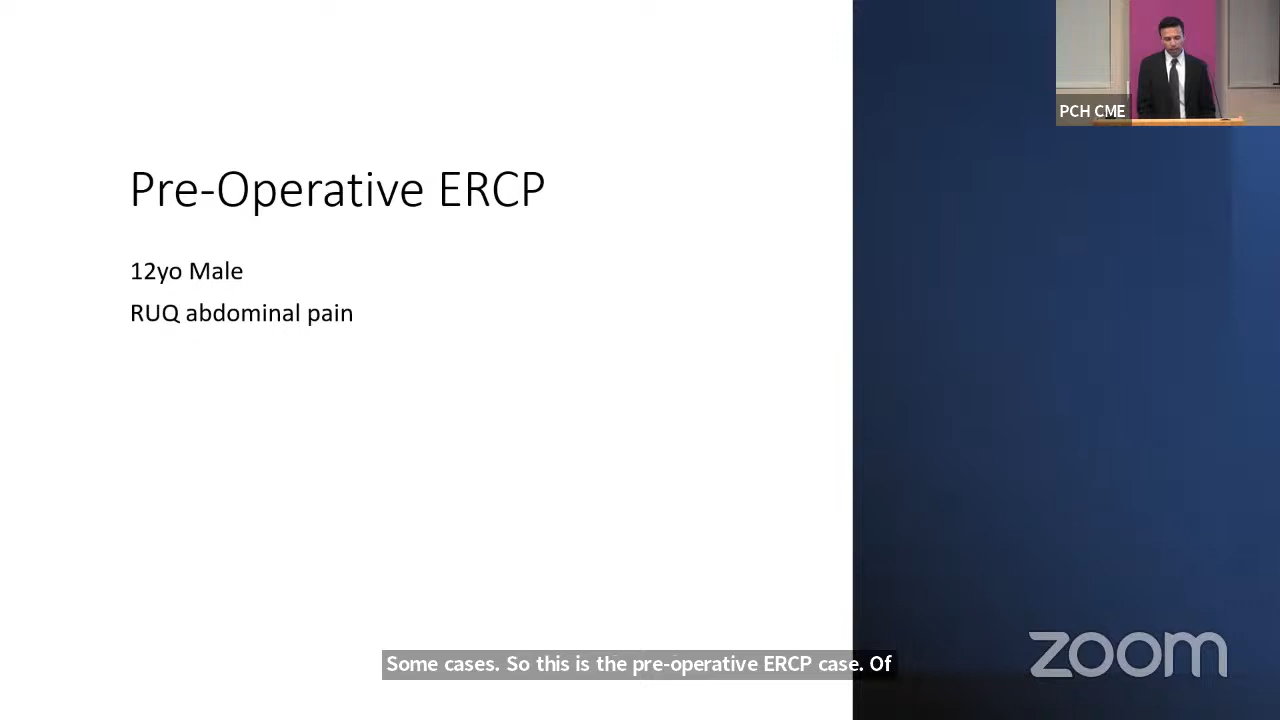 PCH CME
Pre-Operative ERCP
12yo Male
RUQ abdominal pain
Some cases. So this is the pre-operative ERCP case. Of
zoom